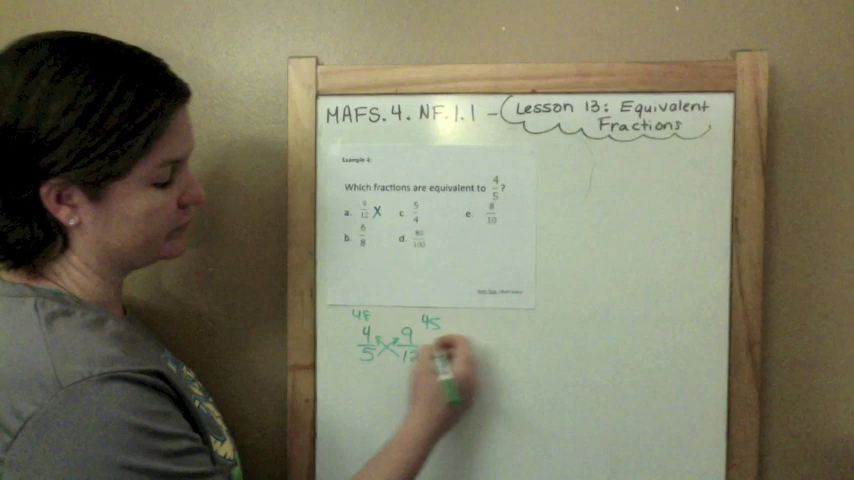 MAFS.4.NF.1.1 - Lesson 13: Equivalent
Fractions
Example 4:
Which fractions are equivalent to 4/5?
a. 9/12 X c. 5/4 e. 8/10
b. 6/8 d. 80/100
48 45
4/5 9/12